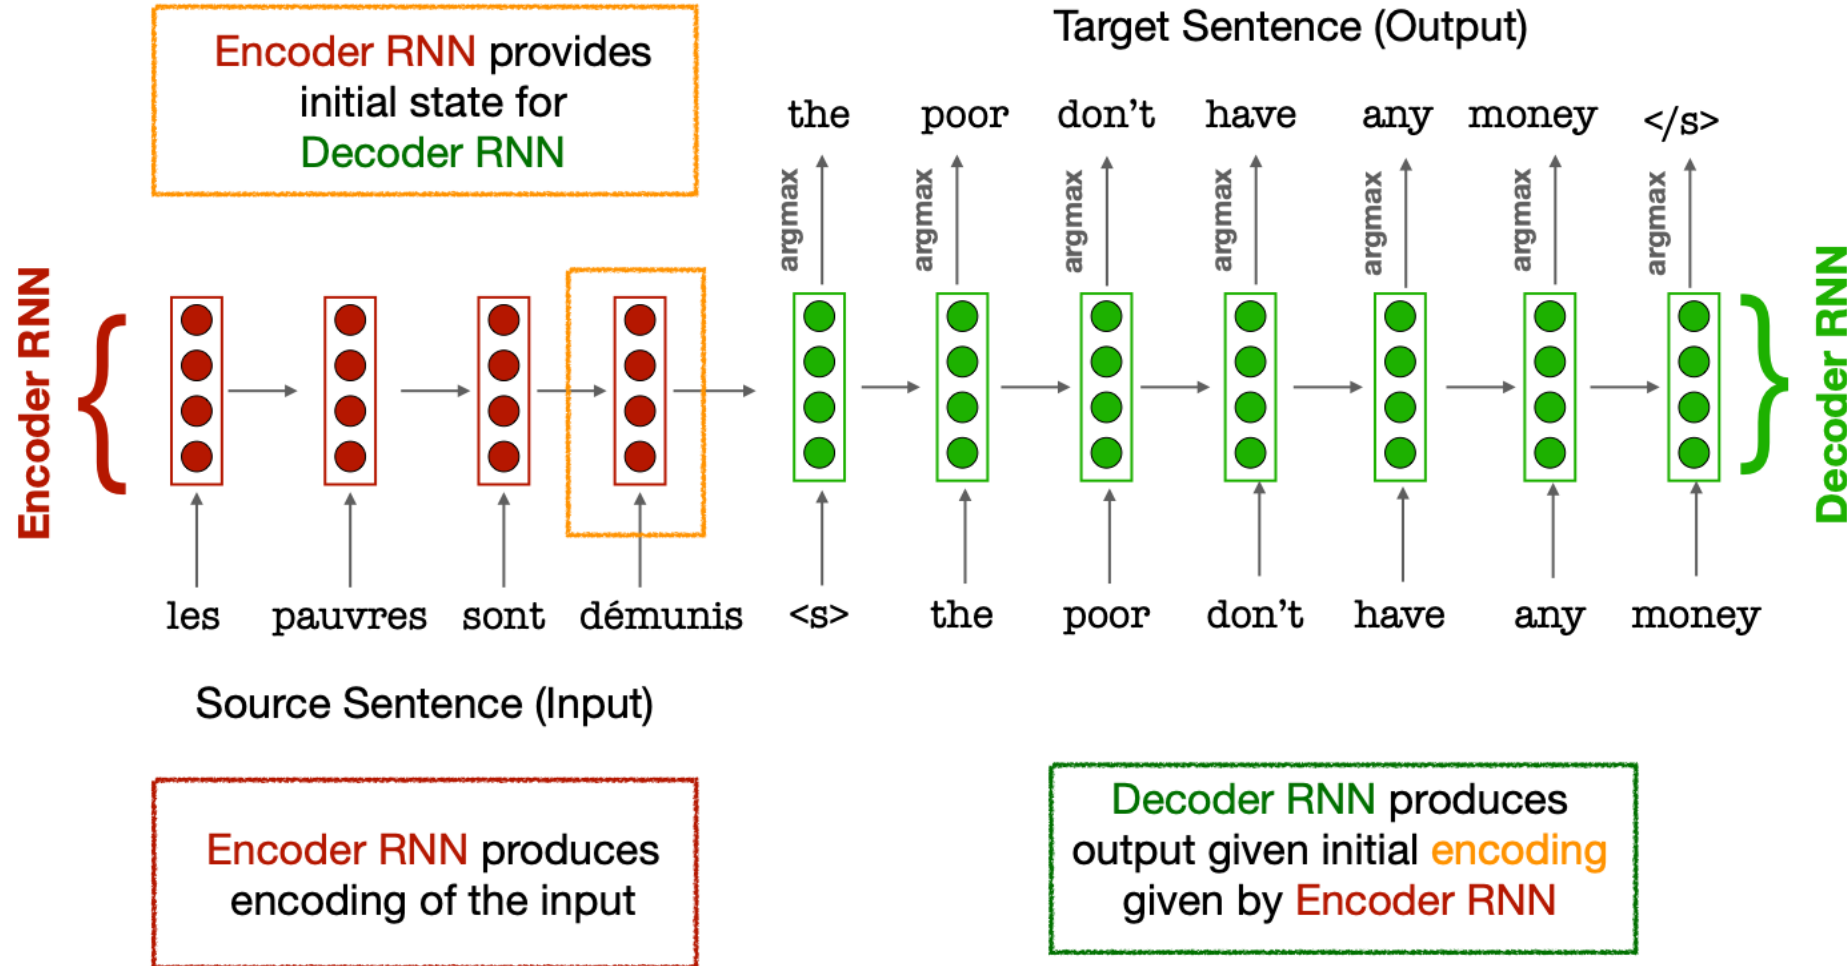 Encoder RNN provides
initial state for
Decoder RNN
Target Sentence (Output)
the poor don't have any money </s>
argmax argmax argmax argmax argmax argmax argmax
Encoder RNN
Decoder RNN
les pauvres sont démunis <s> the poor don't have any money
Source Sentence (Input)
Encoder RNN produces
encoding of the input
Decoder RNN produces
output given initial encoding
given by Encoder RNN